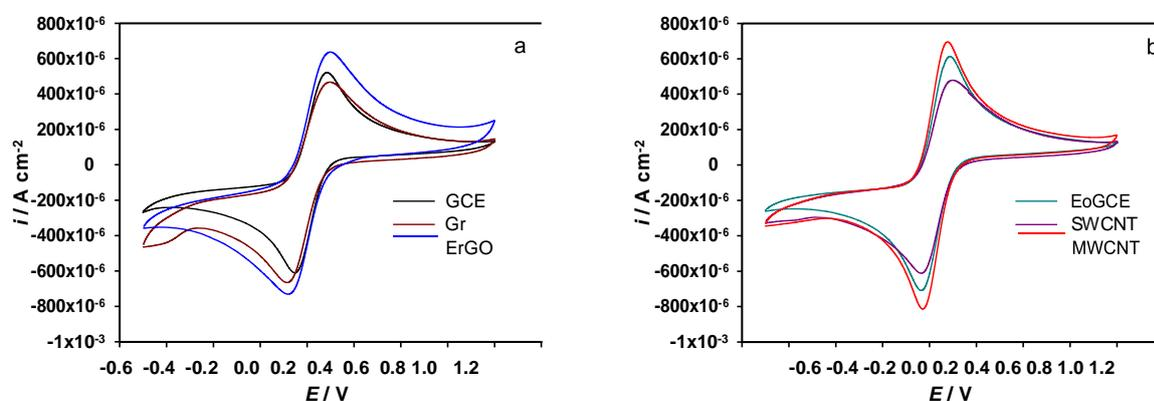 800x10-6
600x10-6
400x10-6
200x10-6
0
-200x10-6
-400x10-6
-600x10-6
-800x10-6
-1x10-3
i / A cm-2
a
GCE
Gr
ErGO
-0.6 -0.4 -0.2 0.0 0.2 0.4 0.6 0.8 1.0 1.2
E / V
800x10-6
600x10-6
400x10-6
200x10-6
0
-200x10-6
-400x10-6
-600x10-6
-800x10-6
-1x10-3
i / A cm-2
b
EoGCE
SWCNT
MWCNT
-0.6 -0.4 -0.2 0.0 0.2 0.4 0.6 0.8 1.0 1.2
E / V